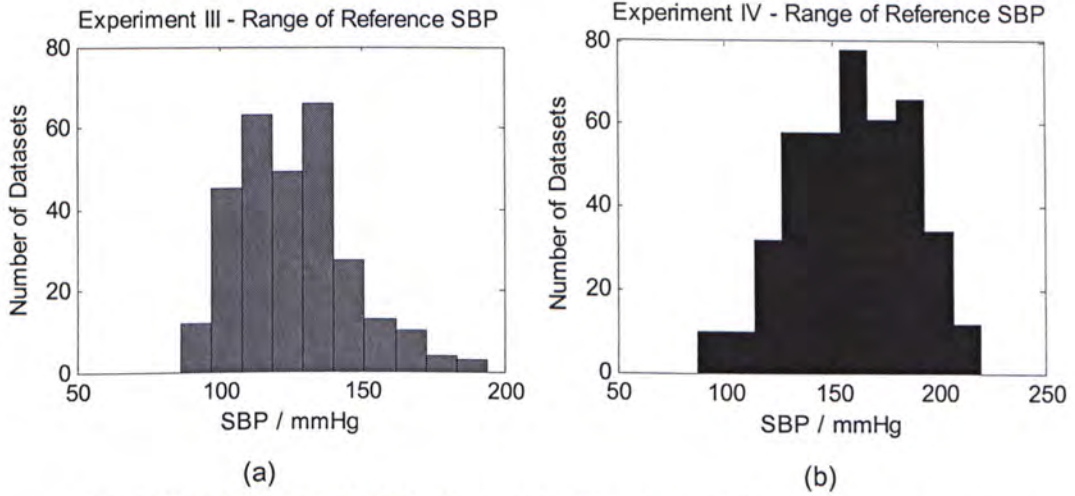 Experiment III - Range of Reference SBP
80
60
40
20
0
50
100
150
200
Number of Datasets
SBP / mmHg
(a)
Experiment IV - Range of Reference SBP
80
60
40
20
0
50
100
150
200
250
Number of Datasets
SBP / mmHg
(b)